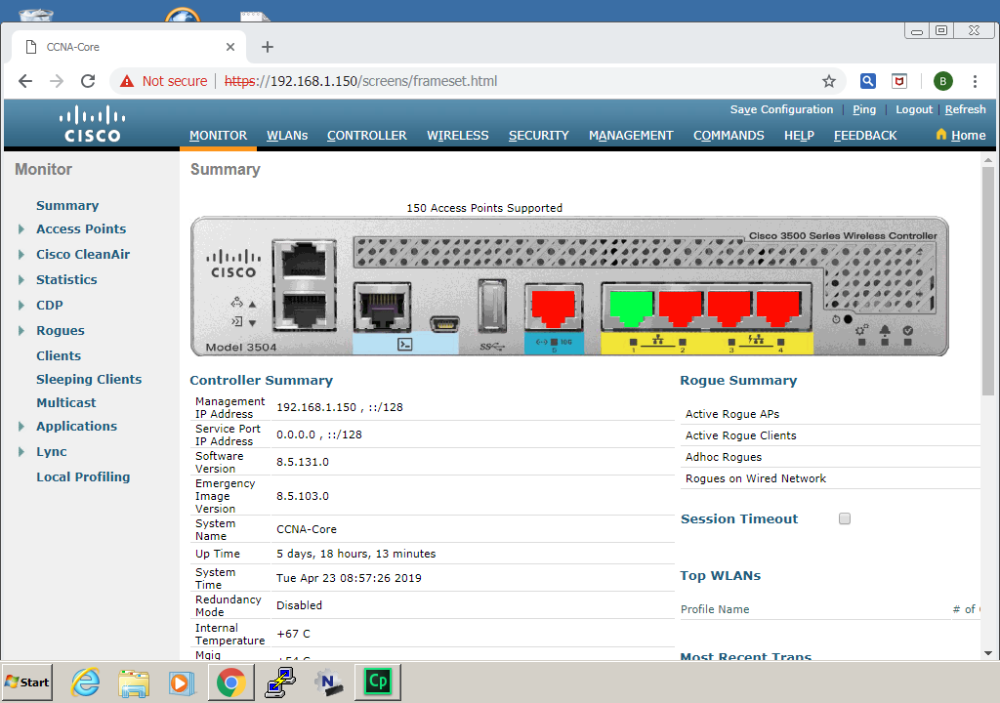 CCNA-Core
Not secure
https://192.168.1.150/screens/frameset.html
B
Save Configuration
Ping
Logout
Refresh
CISCO
MONITOR
WLANs
CONTROLLER
WIRELESS
SECURITY
MANAGEMENT
COMMANDS
HELP
FEEDBACK
Home
Monitor
Summary
Access Points
Cisco CleanAir
Statistics
CDP
Rogues
Clients
Sleeping Clients
Multicast
Applications
Lync
Local Profiling
Summary
150 Access Points Supported
Cisco 3500 Series Wireless Controller
CISCO
Model 3504
SS
10G
5
1
2
3
4
Controller Summary
Management IP Address 192.168.1.150 , ::/128
Service Port IP Address 0.0.0.0 , ::/128
Software Version 8.5.131.0
Emergency Image Version 8.5.103.0
System Name CCNA-Core
Up Time 5 days, 18 hours, 13 minutes
System Time Tue Apr 23 08:57:26 2019
Redundancy Mode Disabled
Internal Temperature +67 C
Mgig
Rogue Summary
Active Rogue APs
Active Rogue Clients
Adhoc Rogues
Rogues on Wired Network
Session Timeout
Top WLANs
Profile Name # of
Most Recent Traps
Start
N
Cp